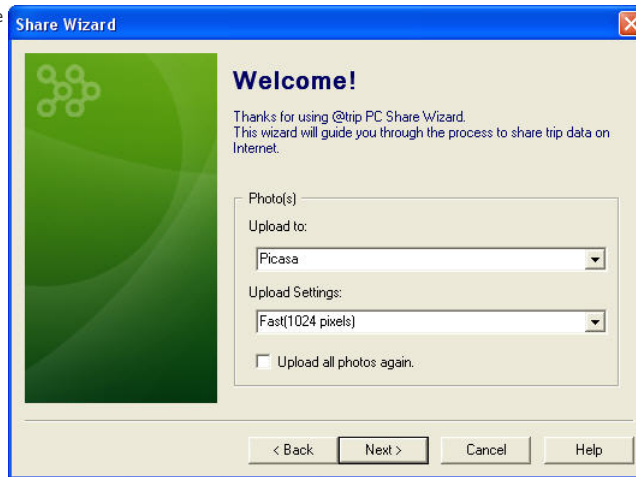 e
Share Wizard
Welcome!
Thanks for using @trip PC Share Wizard.
This wizard will guide you through the process to share trip data on
Internet.
Photo(s)
Upload to:
Picasa
Upload Settings:
Fast(1024 pixels)
Upload all photos again.
< Back
Next >
Cancel
Help